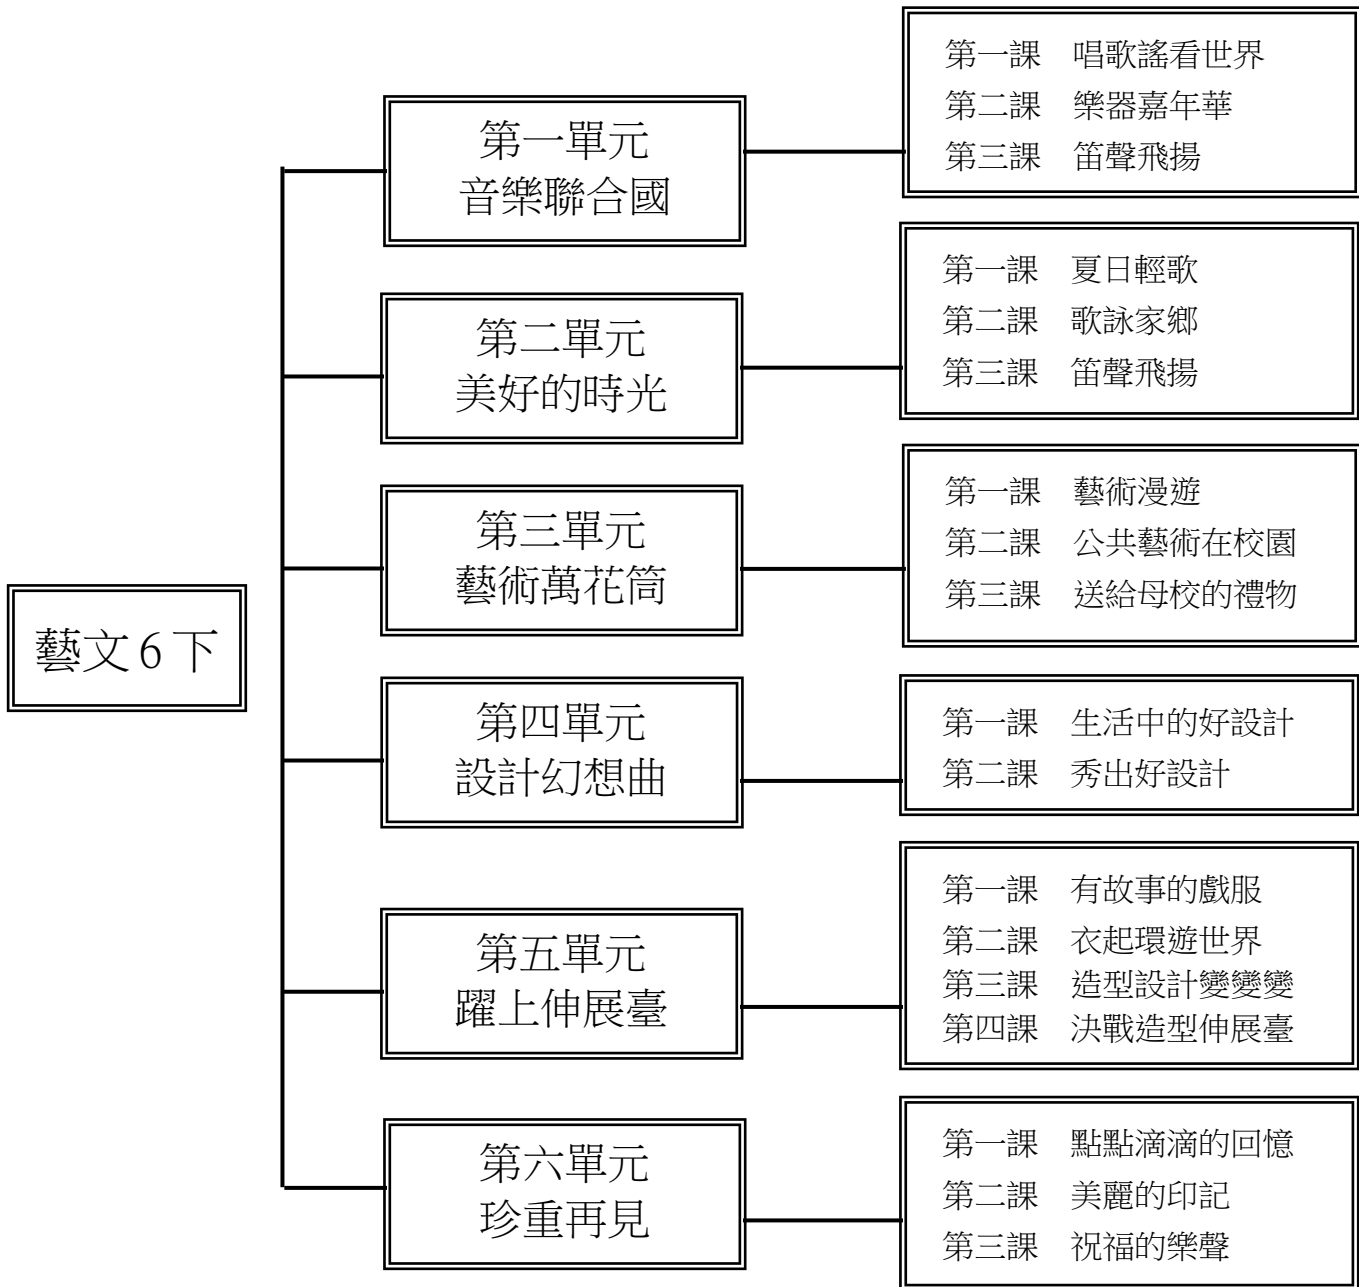 藝文6下
第一單元
音樂聯合國
第一課 唱歌謠看世界
第二課 樂器嘉年華
第三課 笛聲飛揚
第二單元
美好的時光
第一課 夏日輕歌
第二課 歌詠家鄉
第三課 笛聲飛揚
第三單元
藝術萬花筒
第一課 藝術漫遊
第二課 公共藝術在校園
第三課 送給母校的禮物
第四單元
設計幻想曲
第一課 生活中的好設計
第二課 秀出好設計
第五單元
躍上伸展臺
第一課 有故事的戲服
第二課 衣起環遊世界
第三課 造型設計變變變
第四課 決戰造型伸展臺
第六單元
珍重再見
第一課 點點滴滴的回憶
第二課 美麗的印記
第三課 祝福的樂聲